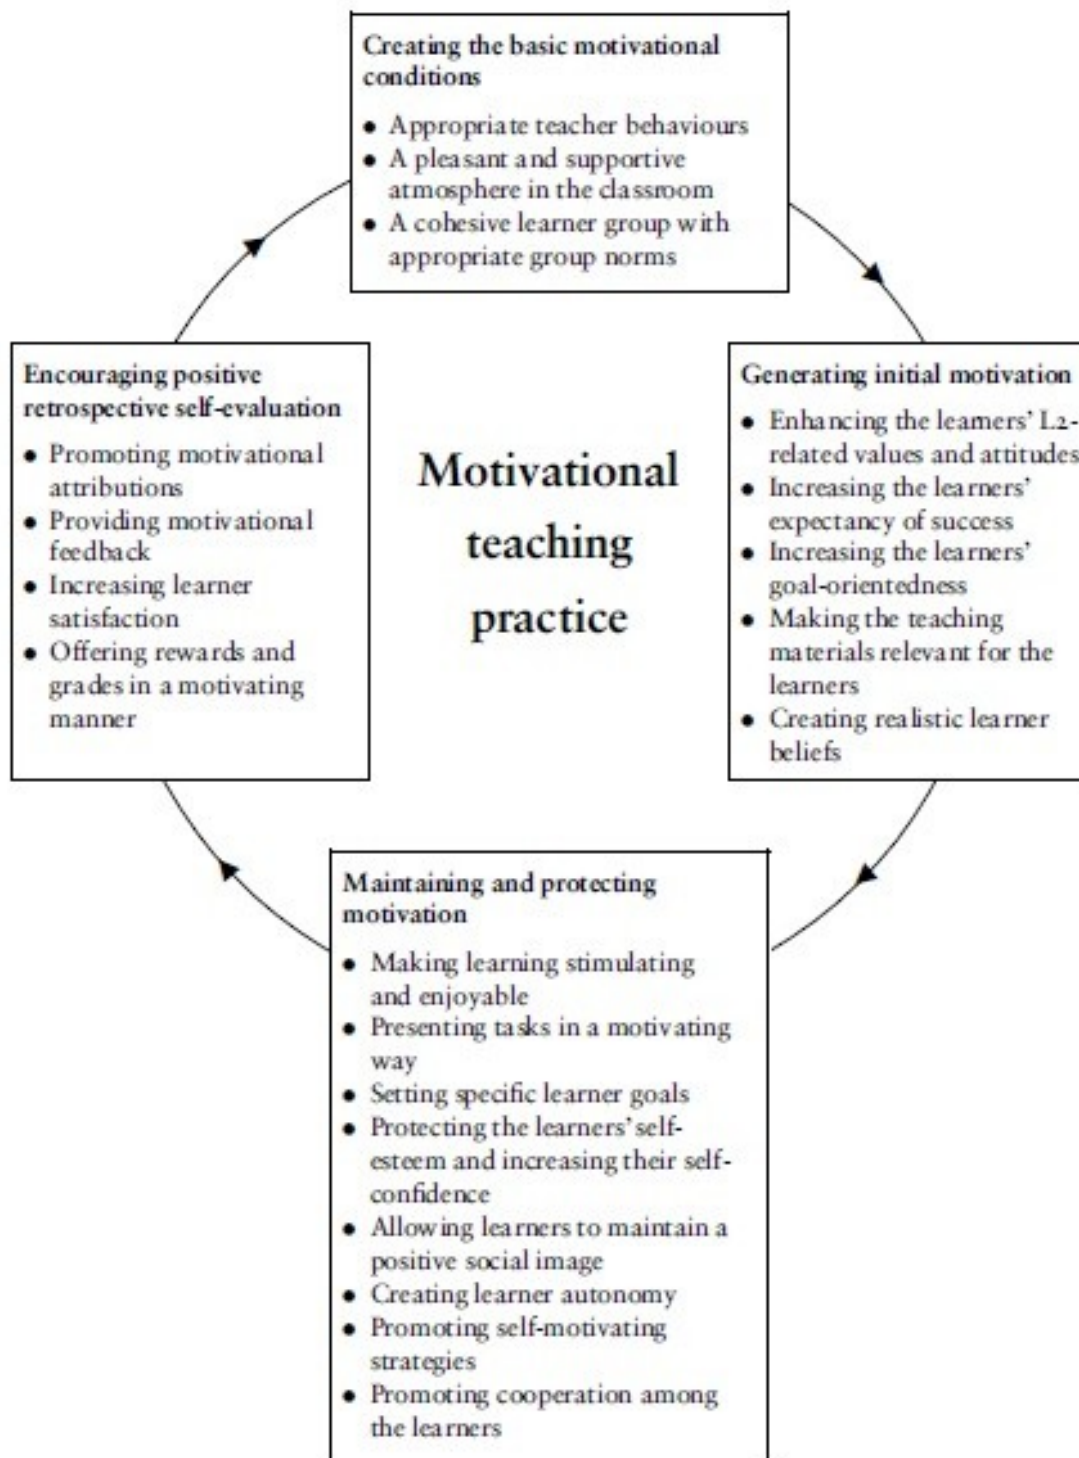 Creating the basic motivational
conditions
● Appropriate teacher behaviours
● A pleasant and supportive
atmosphere in the classroom
● A cohesive learner group with
appropriate group norms
Generating initial motivation
● Enhancing the learners' L2-
related values and attitudes
● Increasing the learners'
expectancy of success
● Increasing the learners'
goal-orientedness
● Making the teaching
materials relevant for the
learners
● Creating realistic learner
beliefs
Maintaining and protecting
motivation
● Making learning stimulating
and enjoyable
● Presenting tasks in a motivating
way
● Setting specific learner goals
● Protecting the learners' self-
esteem and increasing their self-
confidence
● Allowing learners to maintain a
positive social image
● Creating learner autonomy
● Promoting self-motivating
strategies
● Promoting cooperation among
the learners
Encouraging positive
retrospective self-evaluation
● Promoting motivational
attributions
● Providing motivational
feedback
● Increasing learner
satisfaction
● Offering rewards and
grades in a motivating
manner
Motivational
teaching
practice